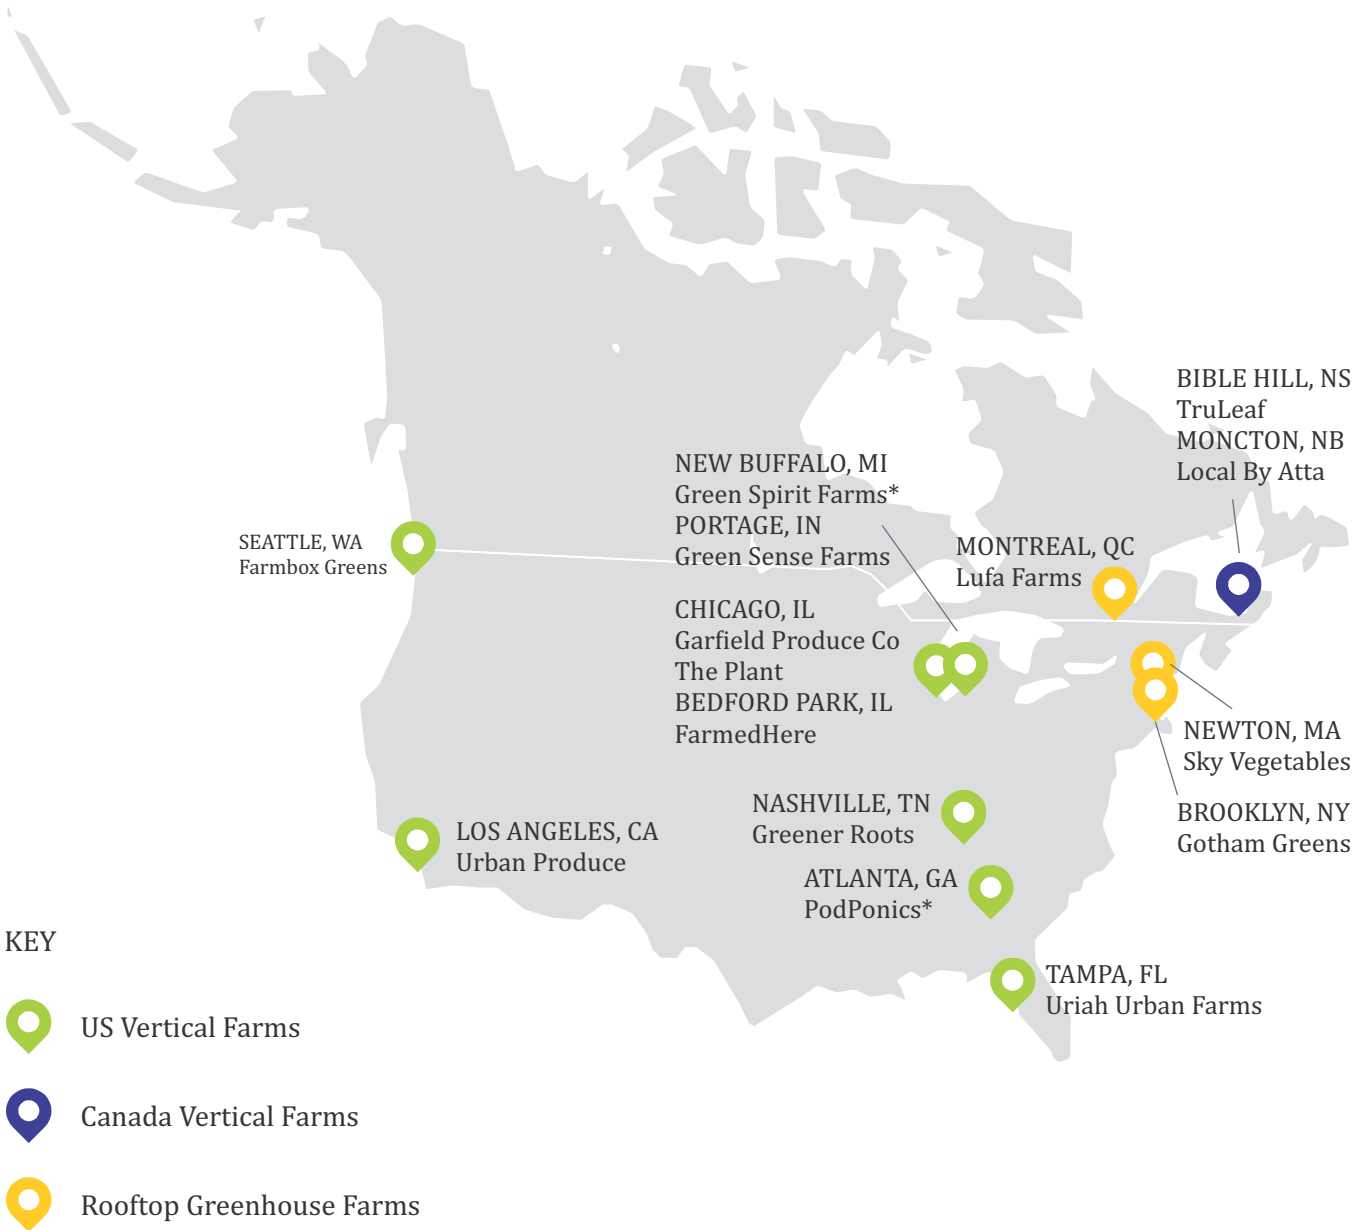 BIBLE HILL, NS
TruLeaf
MONCTON, NB
Local By Atta
NEW BUFFALO, MI
Green Spirit Farms*
PORTAGE, IN
Green Sense Farms
SEATTLE, WA
Farmbox Greens
MONTREAL, QC
Lufa Farms
CHICAGO, IL
Garfield Produce Co
The Plant
BEDFORD PARK, IL
FarmedHere
NEWTON, MA
Sky Vegetables
BROOKLYN, NY
Gotham Greens
NASHVILLE, TN
Greener Roots
LOS ANGELES, CA
Urban Produce
ATLANTA, GA
PodPonics*
TAMPA, FL
Uriah Urban Farms
KEY
US Vertical Farms
Canada Vertical Farms
Rooftop Greenhouse Farms